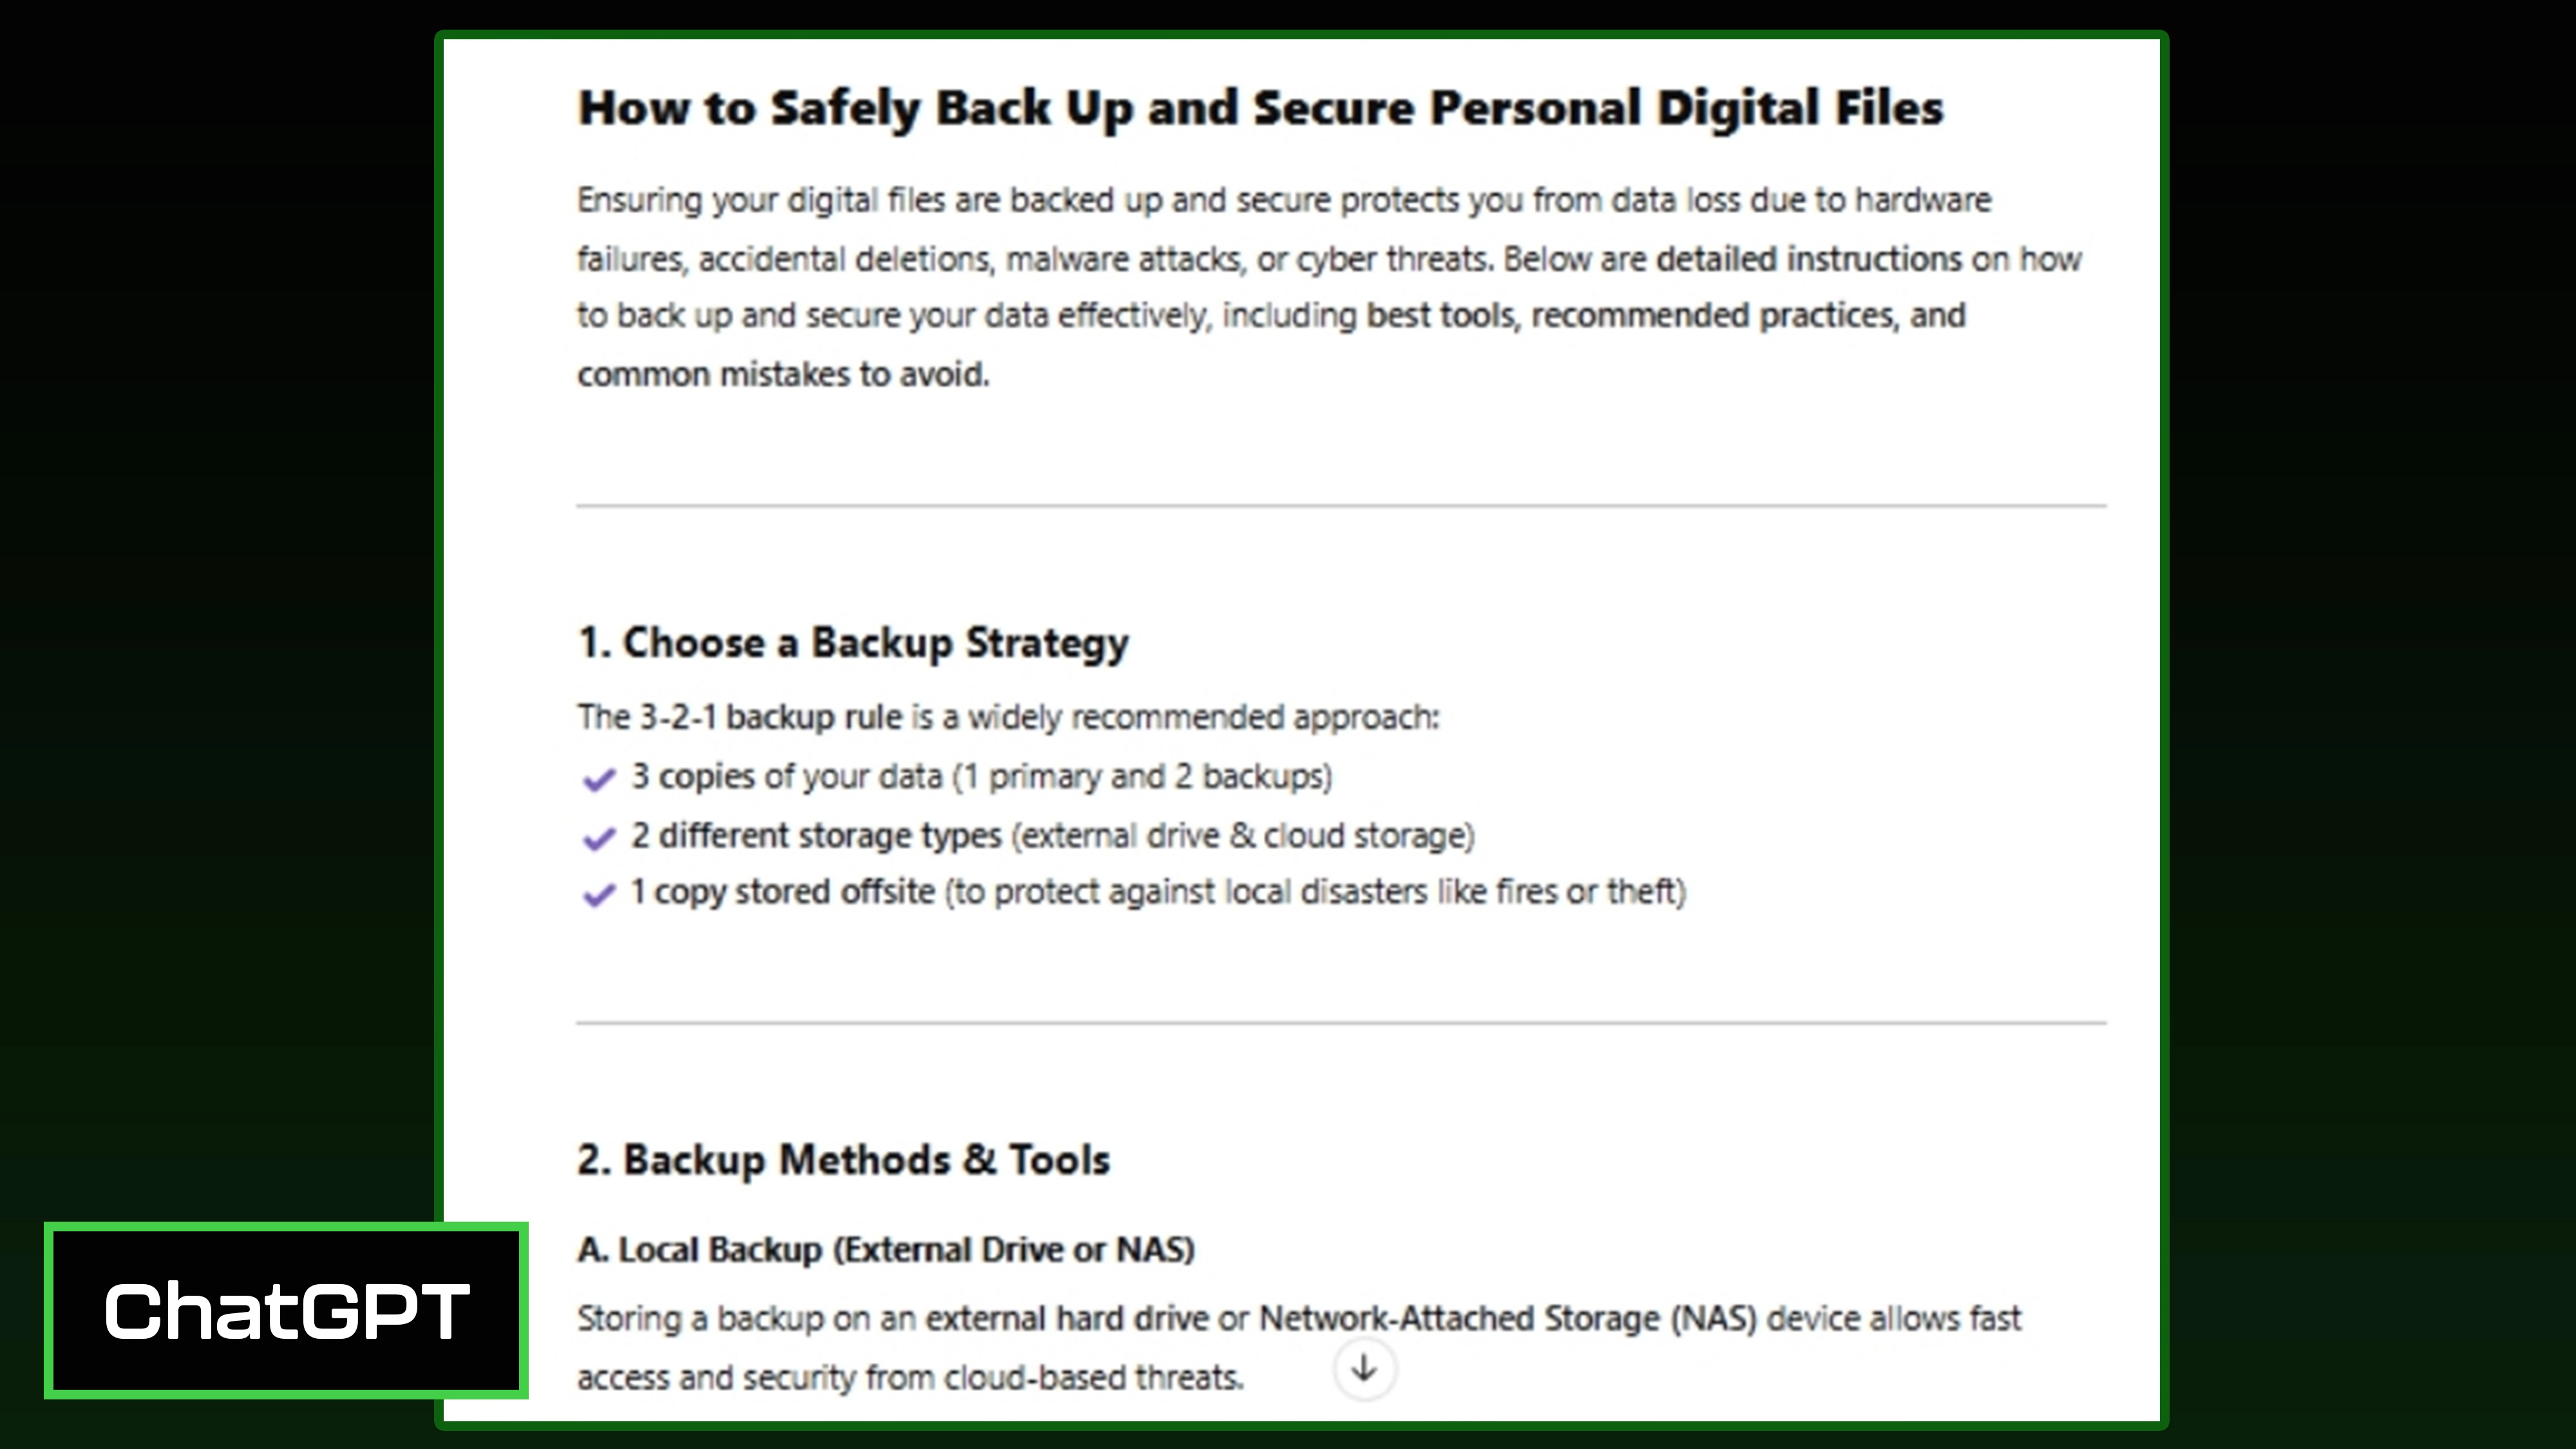 How to Safely Back Up and Secure Personal Digital Files
Ensuring your digital files are backed up and secure protects you from data loss due to hardware
failures, accidental deletions, malware attacks, or cyber threats. Below are detailed instructions on how
to back up and secure your data effectively, including best tools, recommended practices, and
common mistakes to avoid.
1. Choose a Backup Strategy
The 3-2-1 backup rule is a widely recommended approach:
3 copies of your data (1 primary and 2 backups)
2 different storage types (external drive & cloud storage)
1 copy stored offsite (to protect against local disasters like fires or theft)
2. Backup Methods & Tools
A. Local Backup (External Drive or NAS)
Storing a backup on an external hard drive or Network-Attached Storage (NAS) device allows fast
access and security from cloud-based threats.
ChatGPT